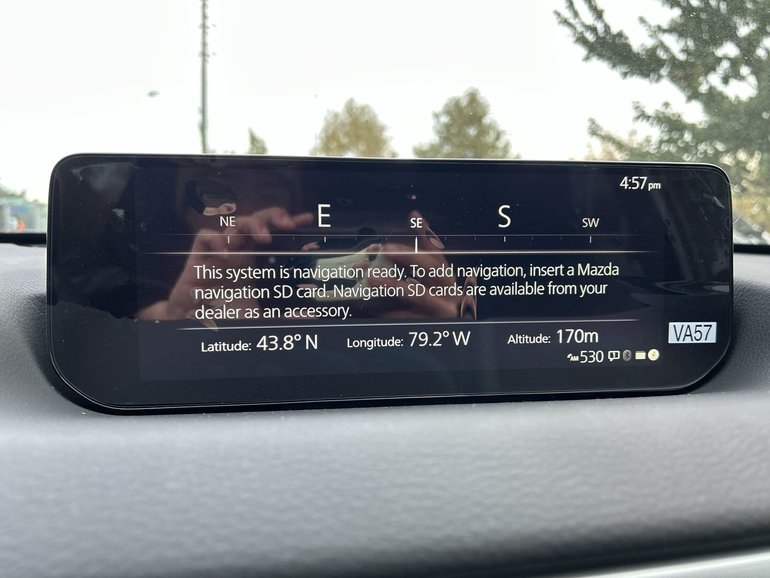 4:57pm
NE E SE S SW
This system is navigation ready. To add navigation, insert a Mazda
navigation SD card. Navigation SD cards are available from your
dealer as an accessory.
Latitude: 43.8° N Longitude: 79.2° W Altitude: 170m
VA57
AM 530